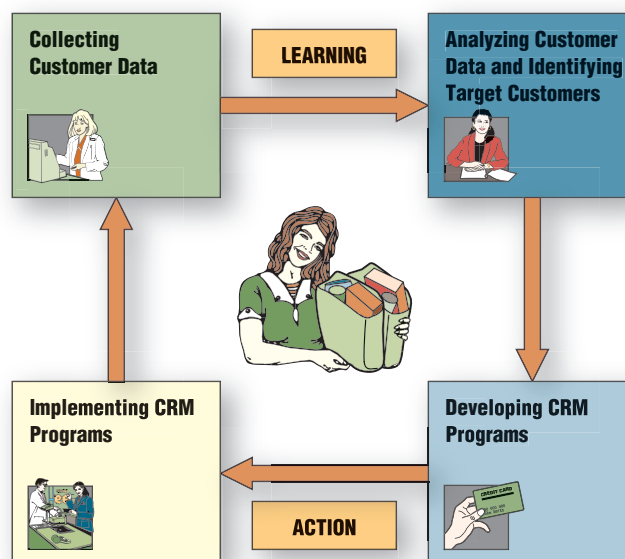 Collecting
Customer Data
LEARNING
Analyzing Customer
Data and Identifying
Target Customers
Implementing CRM
Programs
Developing CRM
Programs
CREDIT CARD
ACTION